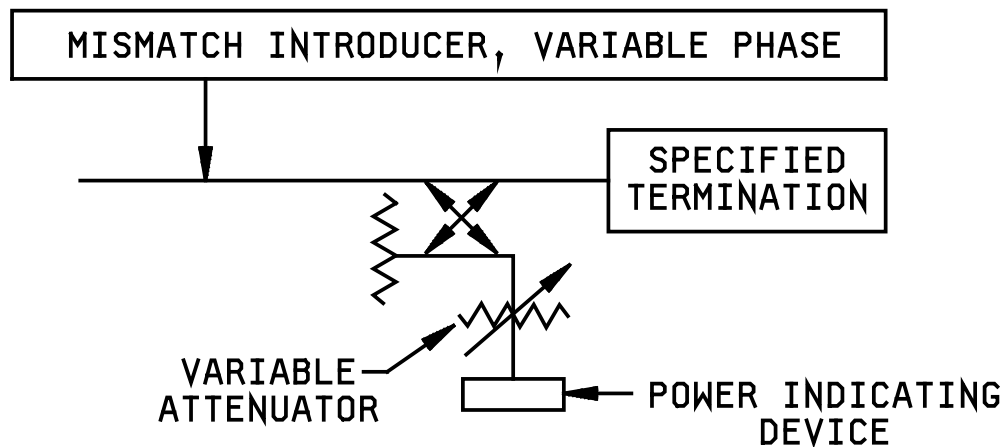 MISMATCH INTRODUCER, VARIABLE PHASE
SPECIFIED
TERMINATION
VARIABLE
ATTENUATOR
POWER INDICATING
DEVICE